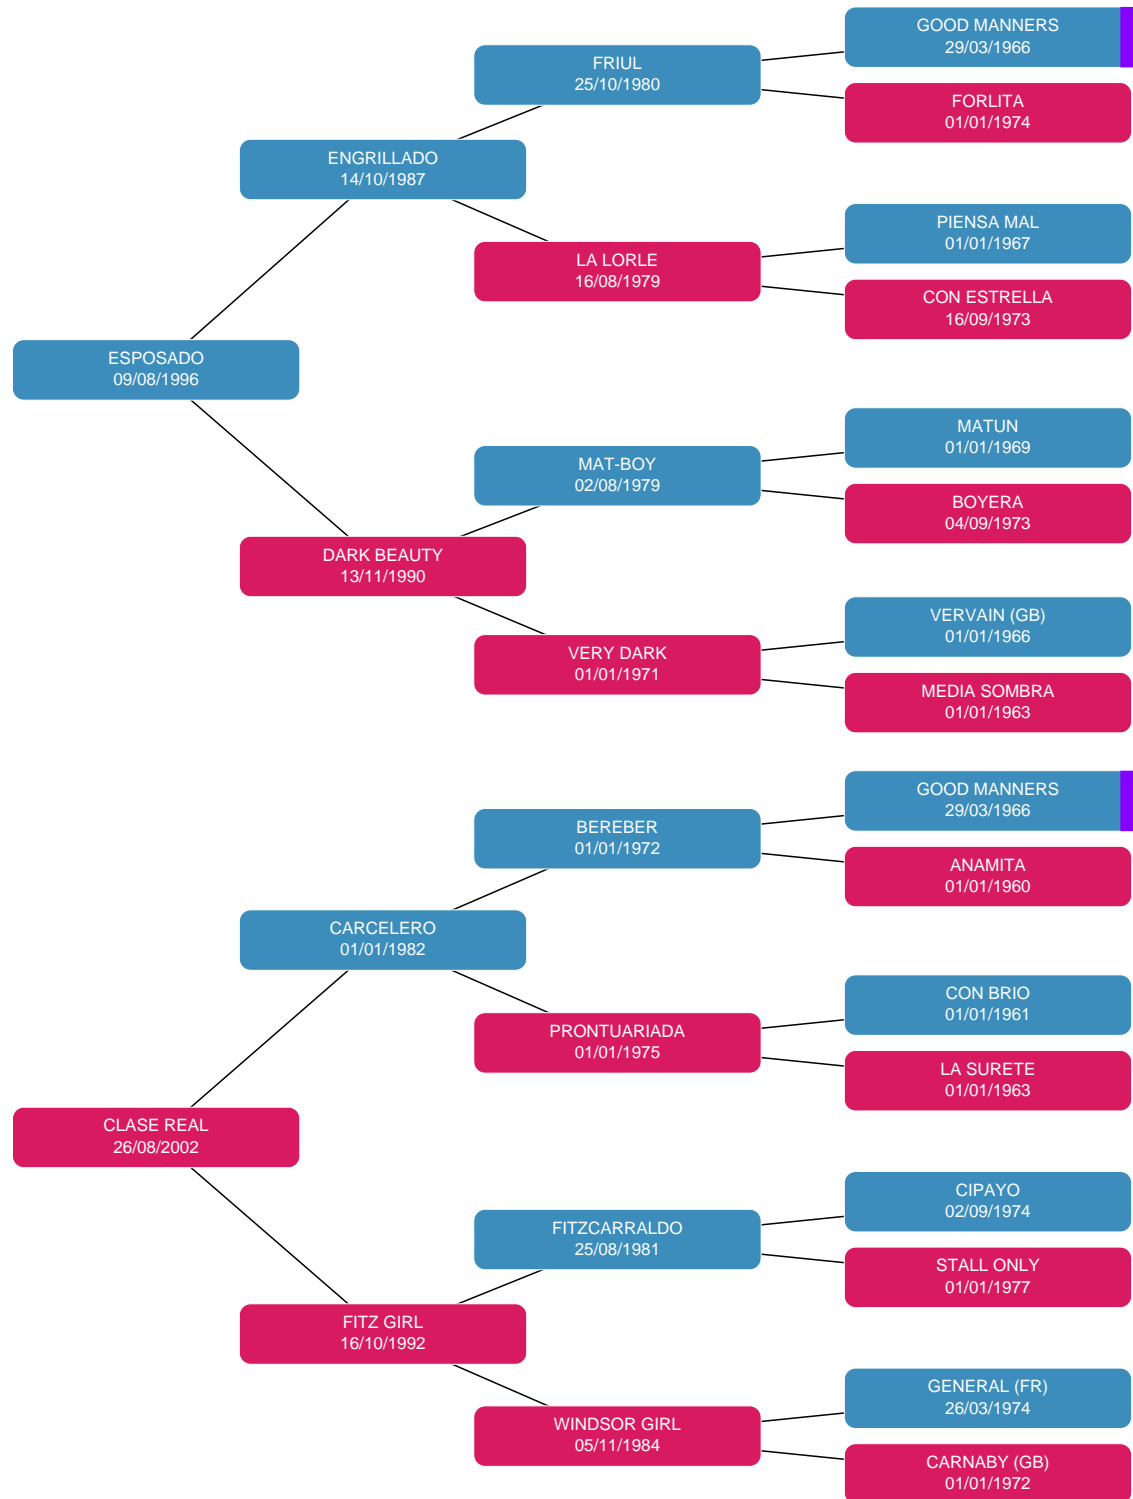 GOOD MANNERS
29/03/1966
FRIUL
25/10/1980
FORLITA
01/01/1974
ENGRILLADO
14/10/1987
PIENSA MAL
01/01/1967
LA LORLE
16/08/1979
CON ESTRELLA
16/09/1973
ESPOSADO
09/08/1996
MATUN
01/01/1969
MAT-BOY
02/08/1979
BOYERA
04/09/1973
DARK BEAUTY
13/11/1990
VERVAIN (GB)
01/01/1966
VERY DARK
01/01/1971
MEDIA SOMBRA
01/01/1963
GOOD MANNERS
29/03/1966
BEREBER
01/01/1972
ANAMITA
01/01/1960
CARCELERO
01/01/1982
CON BRIO
01/01/1961
PRONTUARIADA
01/01/1975
LA SURETE
01/01/1963
CLASE REAL
26/08/2002
CIPAYO
02/09/1974
FITZCARRALDO
25/08/1981
STALL ONLY
01/01/1977
FITZ GIRL
16/10/1992
GENERAL (FR)
26/03/1974
WINDSOR GIRL
05/11/1984
CARNABY (GB)
01/01/1972